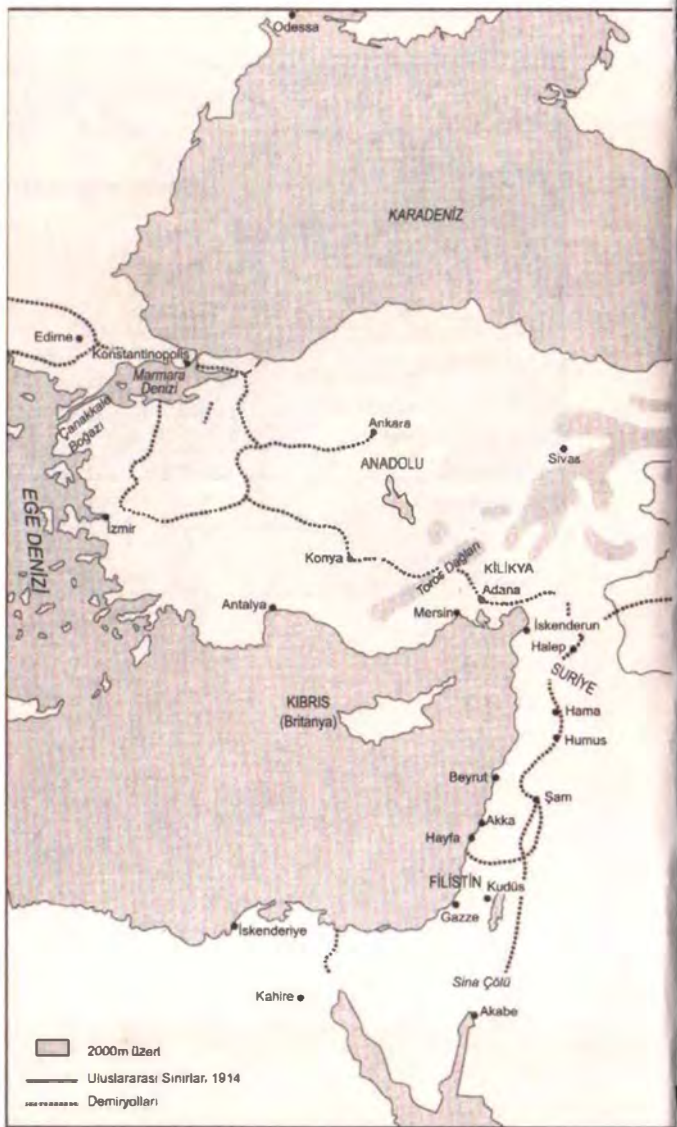 Odessa
KARADENİZ
Edirne
Konstantinopolis
Marmara
Denizi
Çanakkale
Boğazı
Ankara
ANADOLU
Sivas
EGE DENİZİ
İzmir
Konya
Toros Dağları
KİLİKYA
Adana
Antalya
Mersin
İskenderun
Halep
SURİYE
KIBRIS
(Britanya)
Hama
Humus
Beyrut
Şam
Akka
Hayfa
FİLİSTİN
Kudüs
Gazze
İskenderiye
Sina Çölü
Kahire
Akabe
2000m üzeri
Uluslararası Sınırlar, 1914
Demiryolları